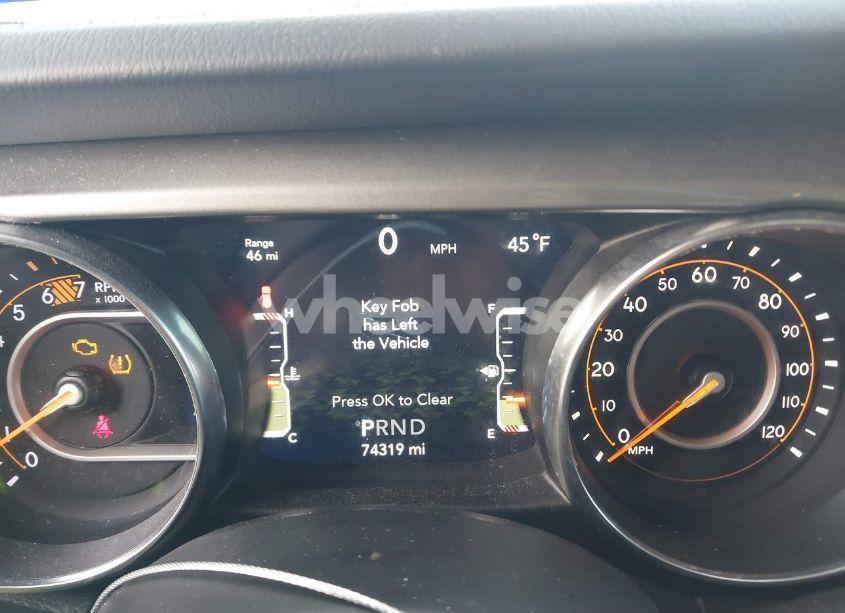 Range
46 mi
0 MPH
45°F
wheelwise
Key Fob
has Left
the Vehicle
Press OK to Clear
PRND
74319 mi
H
C
F
E
5
6
7
RPM
x 1000
1
0
0
10
20
30
40
50
60
70
80
90
100
110
120
MPH